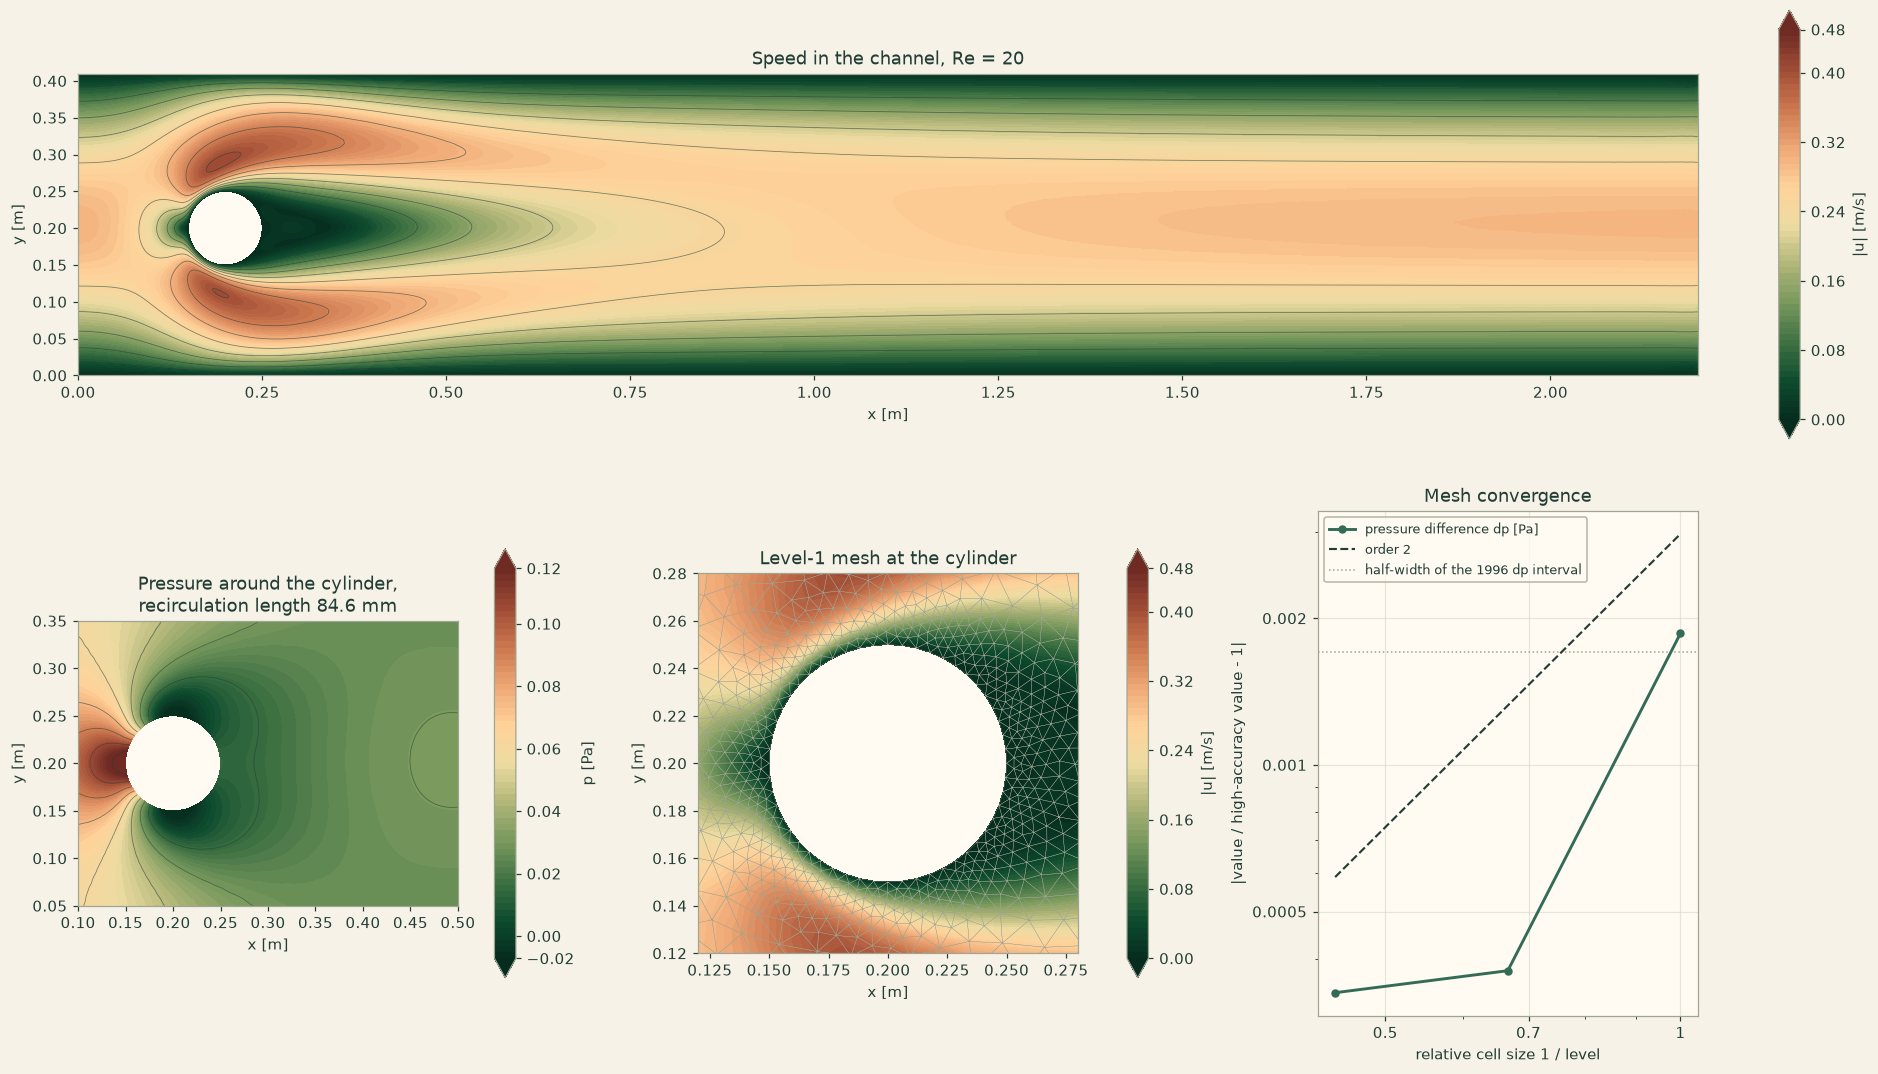 Speed in the channel, Re = 20
0.40
0.35
0.30
0.25
0.20
0.15
0.10
0.05
0.00
y [m]
0.00 0.25 0.50 0.75 1.00 1.25 1.50 1.75 2.00
x [m]
0.48
0.40
0.32
0.24
0.16
0.08
0.00
|u| [m/s]
Pressure around the cylinder,
recirculation length 84.6 mm
0.35
0.30
0.25
0.20
0.15
0.10
0.05
y [m]
0.10 0.15 0.20 0.25 0.30 0.35 0.40 0.45 0.50
x [m]
0.12
0.10
0.08
0.06
0.04
0.02
0.00
−0.02
p [Pa]
Level-1 mesh at the cylinder
0.28
0.26
0.24
0.22
0.20
0.18
0.16
0.14
0.12
y [m]
0.125 0.150 0.175 0.200 0.225 0.250 0.275
x [m]
0.48
0.40
0.32
0.24
0.16
0.08
0.00
|u| [m/s]
Mesh convergence
pressure difference dp [Pa]
order 2
half-width of the 1996 dp interval
0.002
0.001
0.0005
|value / high-accuracy value - 1|
0.5 0.7 1
relative cell size 1 / level